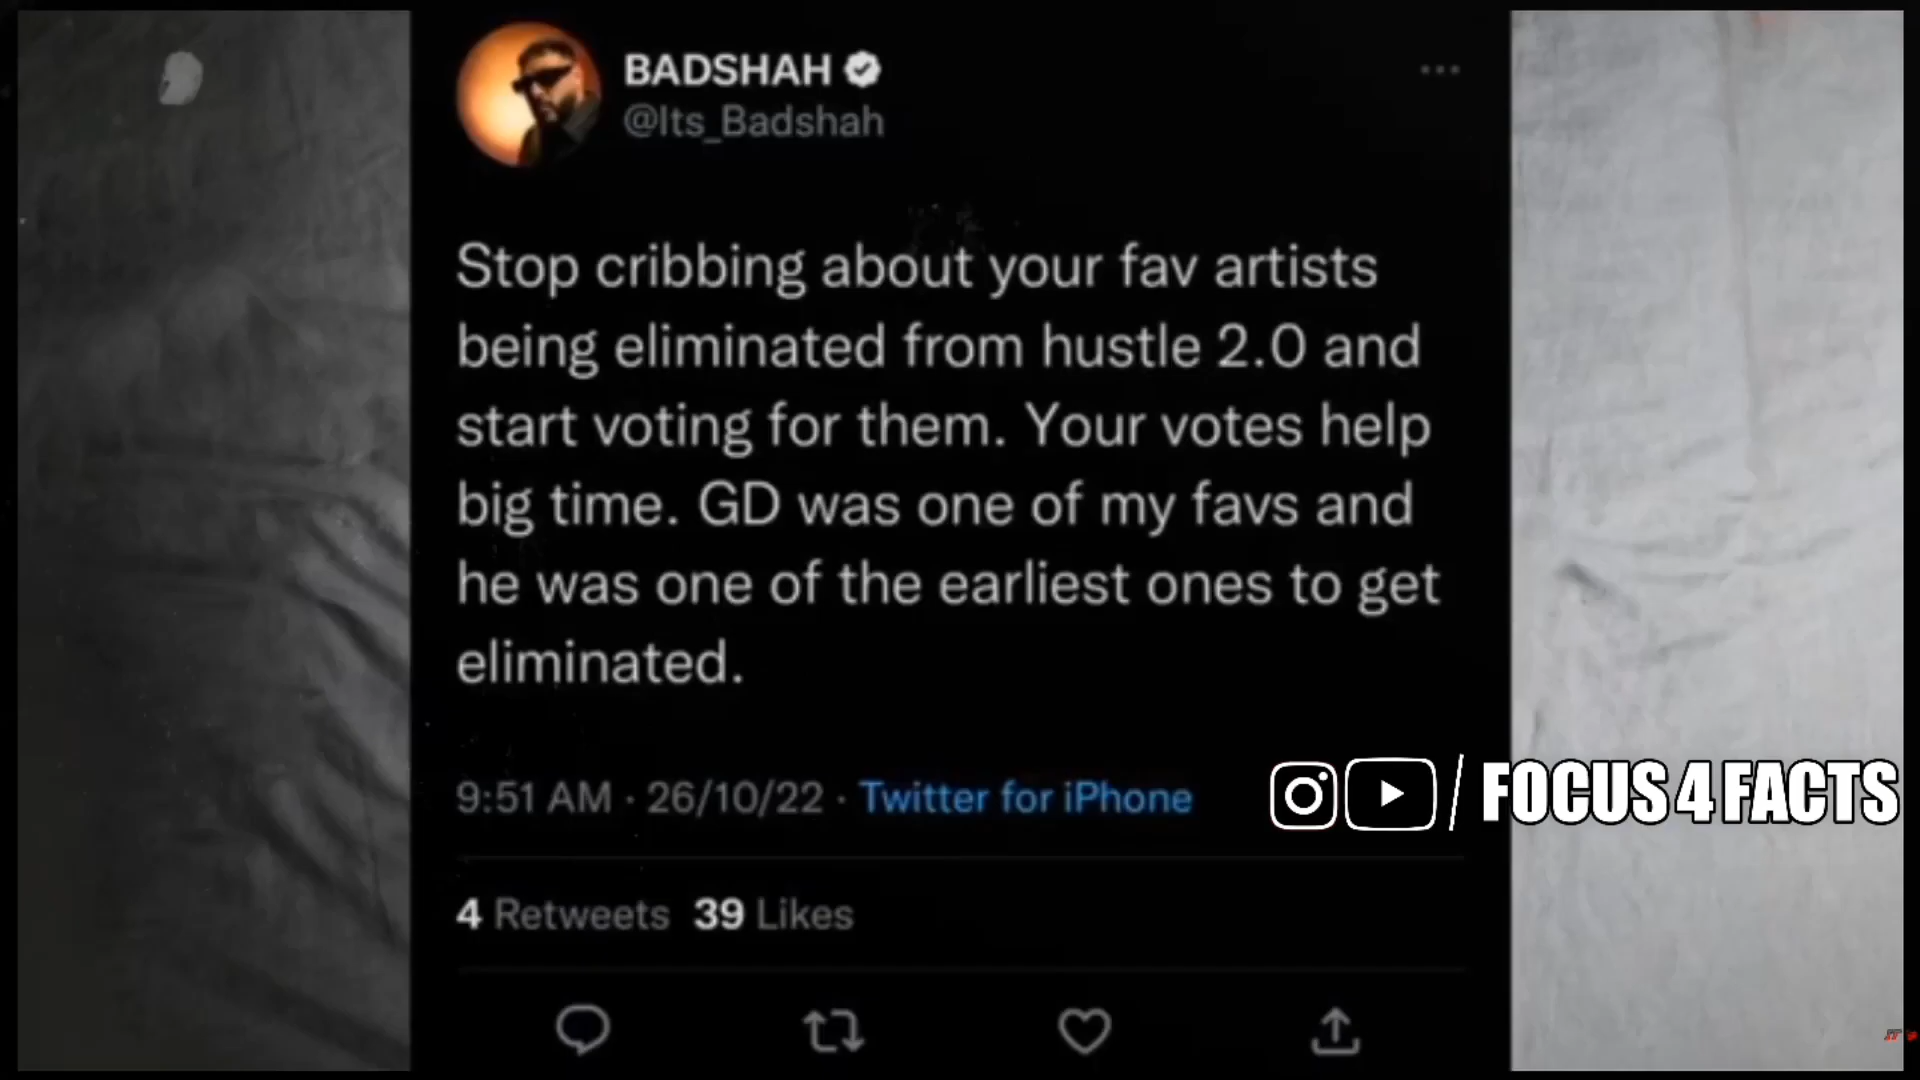 BADSHAH
@Its_Badshah
Stop cribbing about your fav artists
being eliminated from hustle 2.0 and
start voting for them. Your votes help
big time. GD was one of my favs and
he was one of the earliest ones to get
eliminated.
9:51 AM · 26/10/22 · Twitter for iPhone
/ FOCUS 4 FACTS
4 Retweets 39 Likes